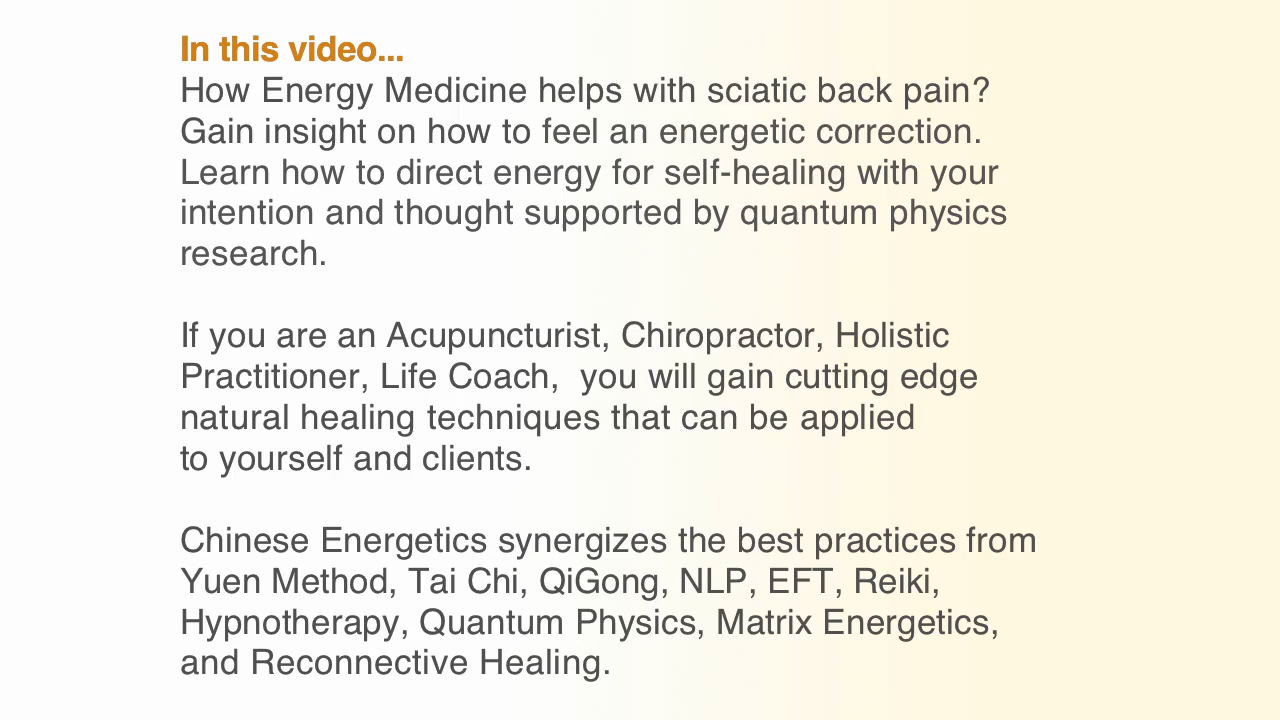 In this video...
How Energy Medicine helps with sciatic back pain?
Gain insight on how to feel an energetic correction.
Learn how to direct energy for self-healing with your
intention and thought supported by quantum physics
research.
If you are an Acupuncturist, Chiropractor, Holistic
Practitioner, Life Coach,  you will gain cutting edge
natural healing techniques that can be applied
to yourself and clients.
Chinese Energetics synergizes the best practices from
Yuen Method, Tai Chi, QiGong, NLP, EFT, Reiki,
Hypnotherapy, Quantum Physics, Matrix Energetics,
and Reconnective Healing.